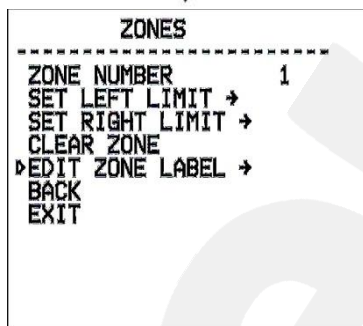 ZONES
ZONE NUMBER 1
SET LEFT LIMIT →
SET RIGHT LIMIT →
CLEAR ZONE
▷EDIT ZONE LABEL →
BACK
EXIT